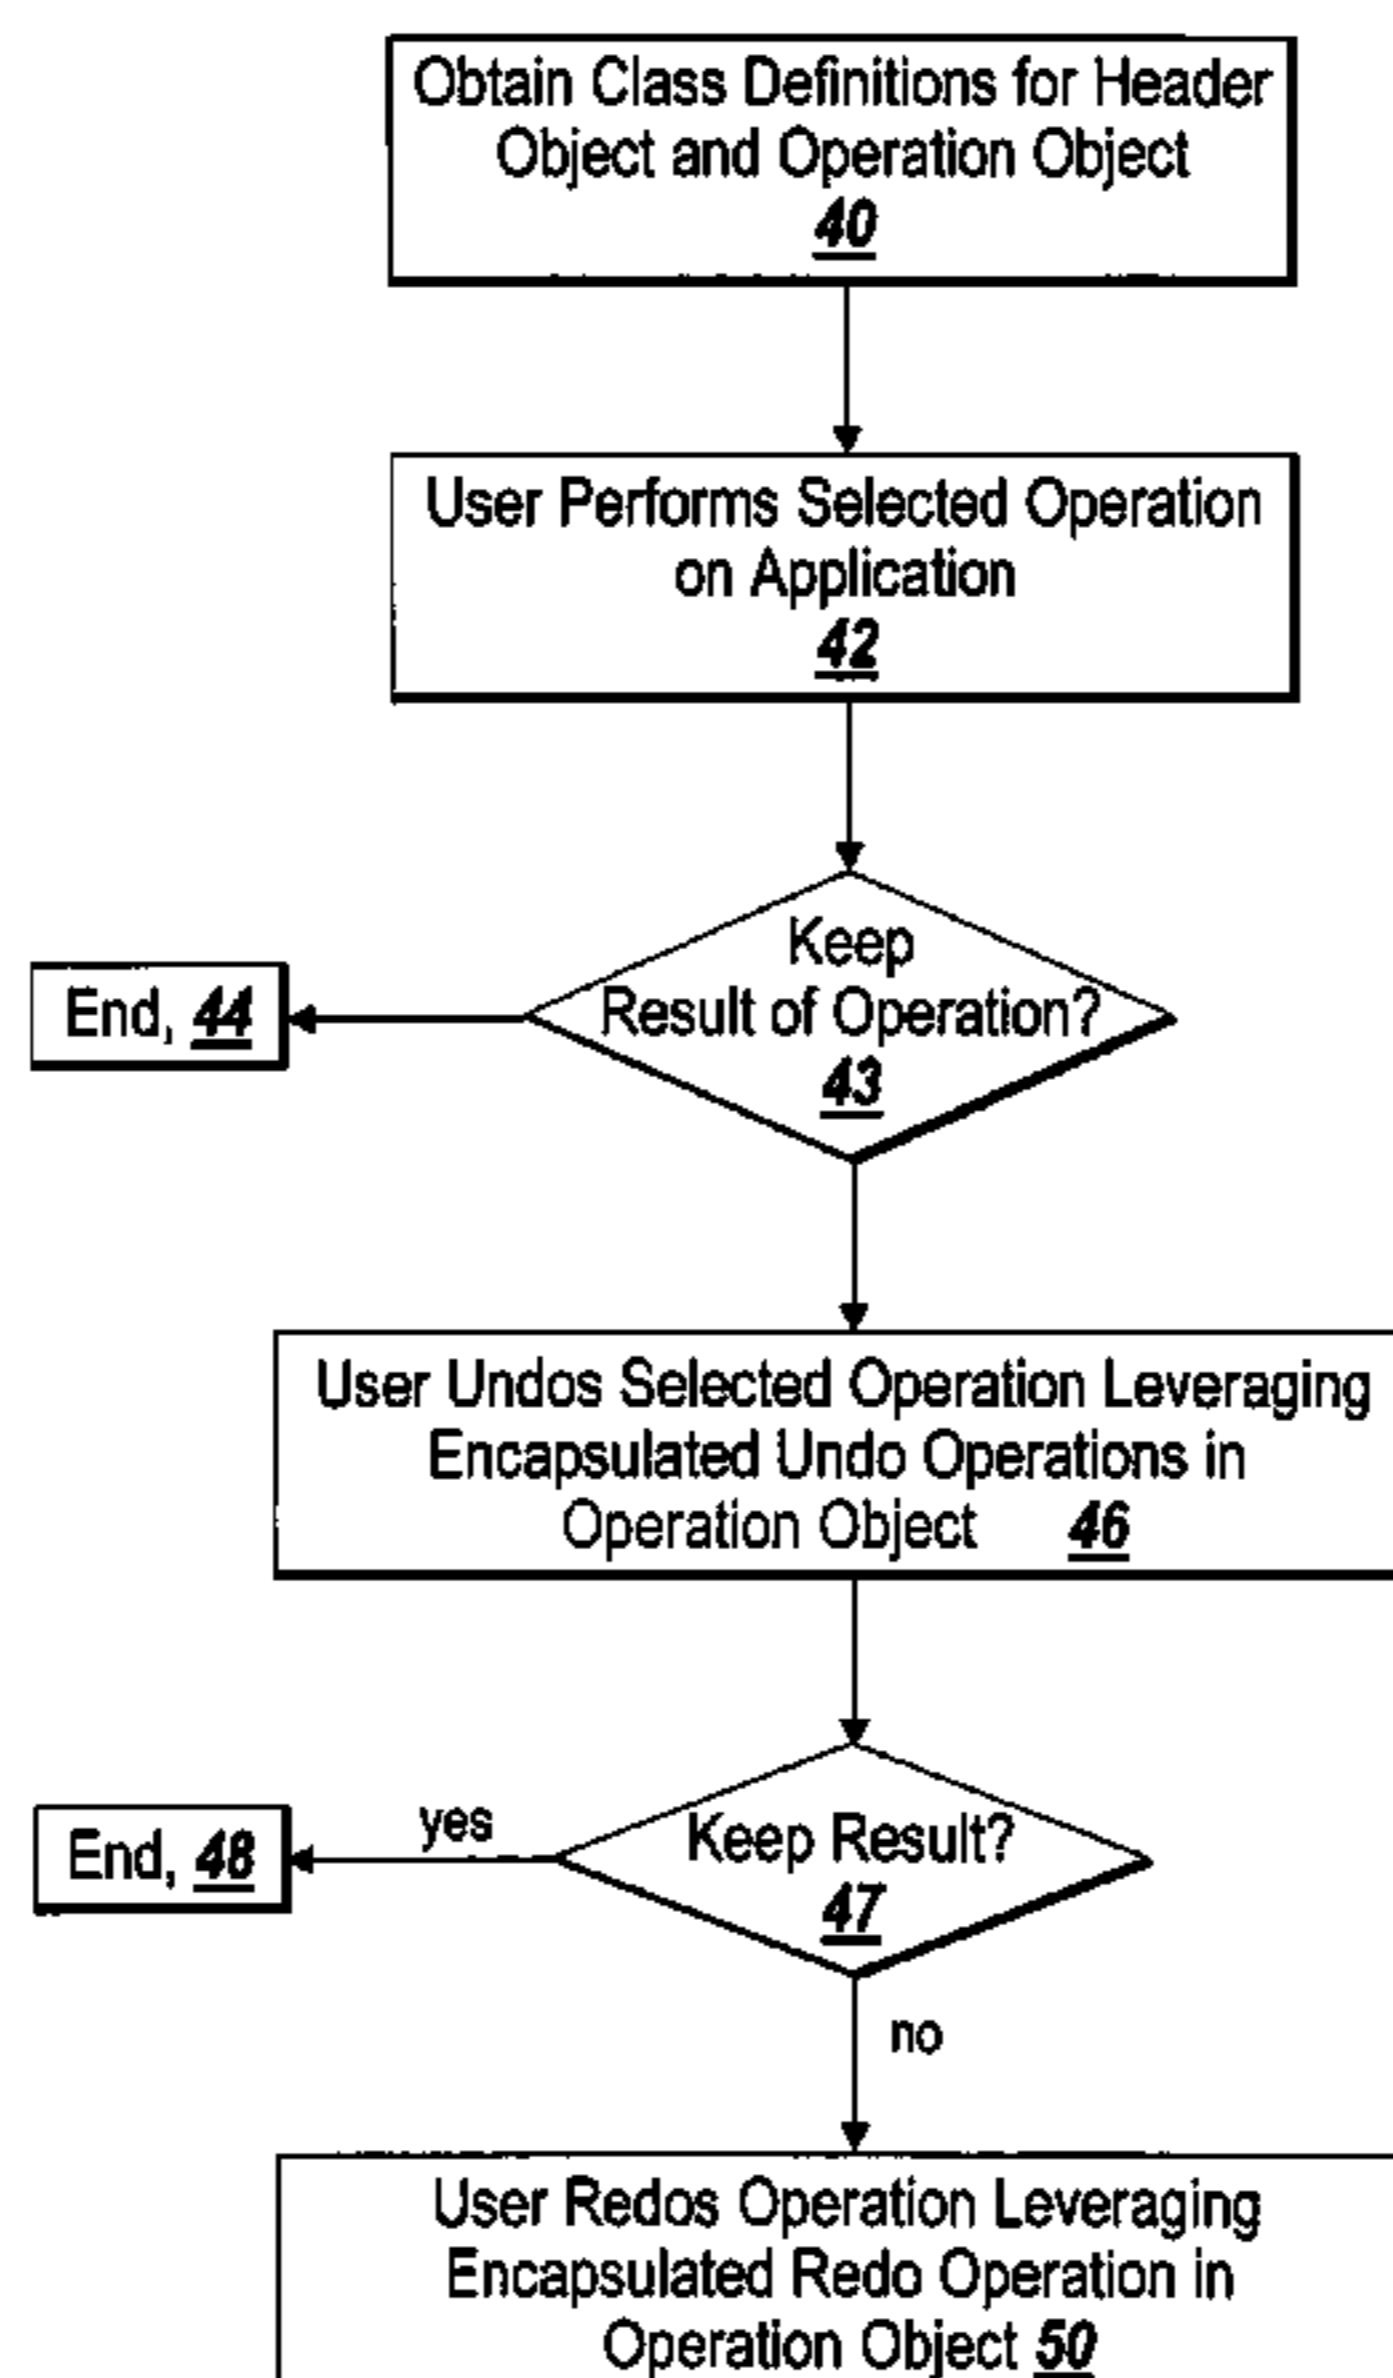 Obtain Class Definitions for Header
Object and Operation Object
40
User Performs Selected Operation
on Application
42
Keep
Result of Operation?
43
End, 44
User Undos Selected Operation Leveraging
Encapsulated Undo Operations in
Operation Object 46
Keep Result?
47
yes
End, 48
no
User Redos Operation Leveraging
Encapsulated Redo Operation in
Operation Object 50